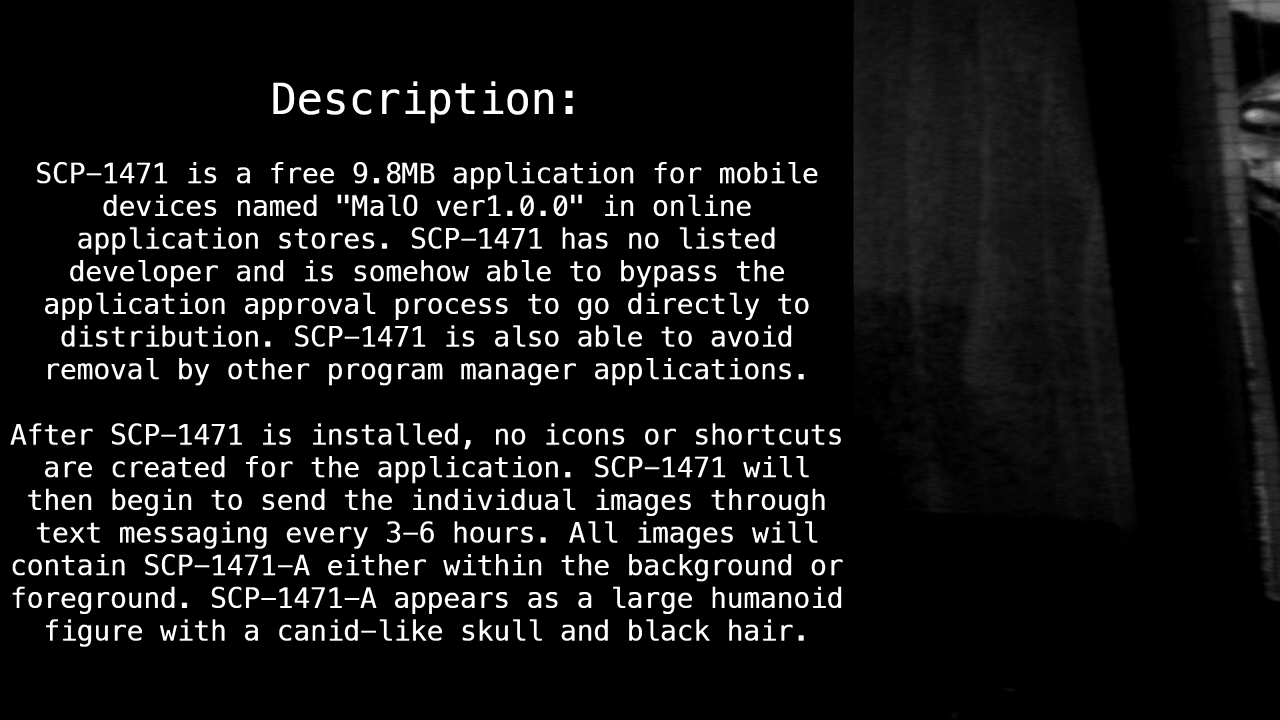 Description:
SCP-1471 is a free 9.8MB application for mobile
devices named "MalO ver1.0.0" in online
application stores. SCP-1471 has no listed
developer and is somehow able to bypass the
application approval process to go directly to
distribution. SCP-1471 is also able to avoid
removal by other program manager applications.
After SCP-1471 is installed, no icons or shortcuts
are created for the application. SCP-1471 will
then begin to send the individual images through
text messaging every 3-6 hours. All images will
contain SCP-1471-A either within the background or
foreground. SCP-1471-A appears as a large humanoid
figure with a canid-like skull and black hair.